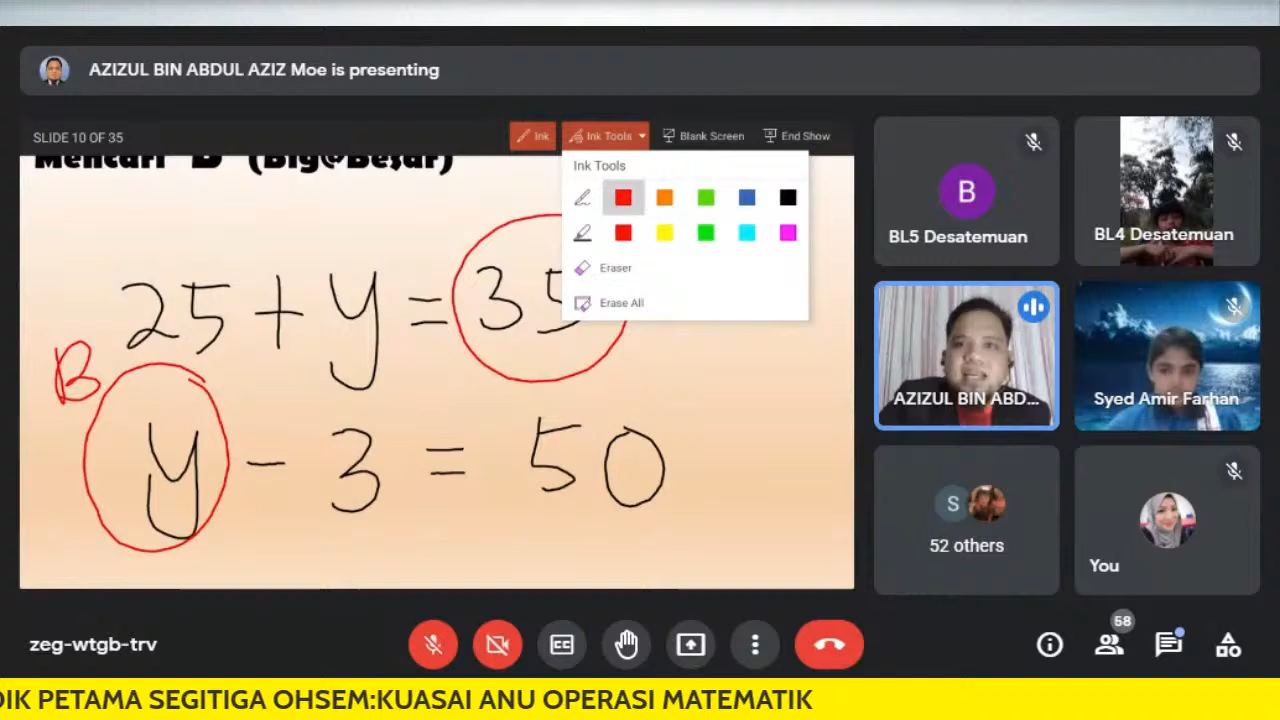 AZIZUL BIN ABDUL AZIZ Moe is presenting
SLIDE 10 OF 35
Ink
Ink Tools
Blank Screen
End Show
Mencari B (Big@Besar)
Ink Tools
Eraser
Erase All
25 + y = 35
B
y - 3 = 50
B
BL5 Desatemuan
BL4 Desatemuan
AZIZUL BIN ABD...
Syed Amir Farhan
S
52 others
You
zeg-wtgb-trv
CC
58
DIK PETAMA SEGITIGA OHSEM:KUASAI ANU OPERASI MATEMATIK